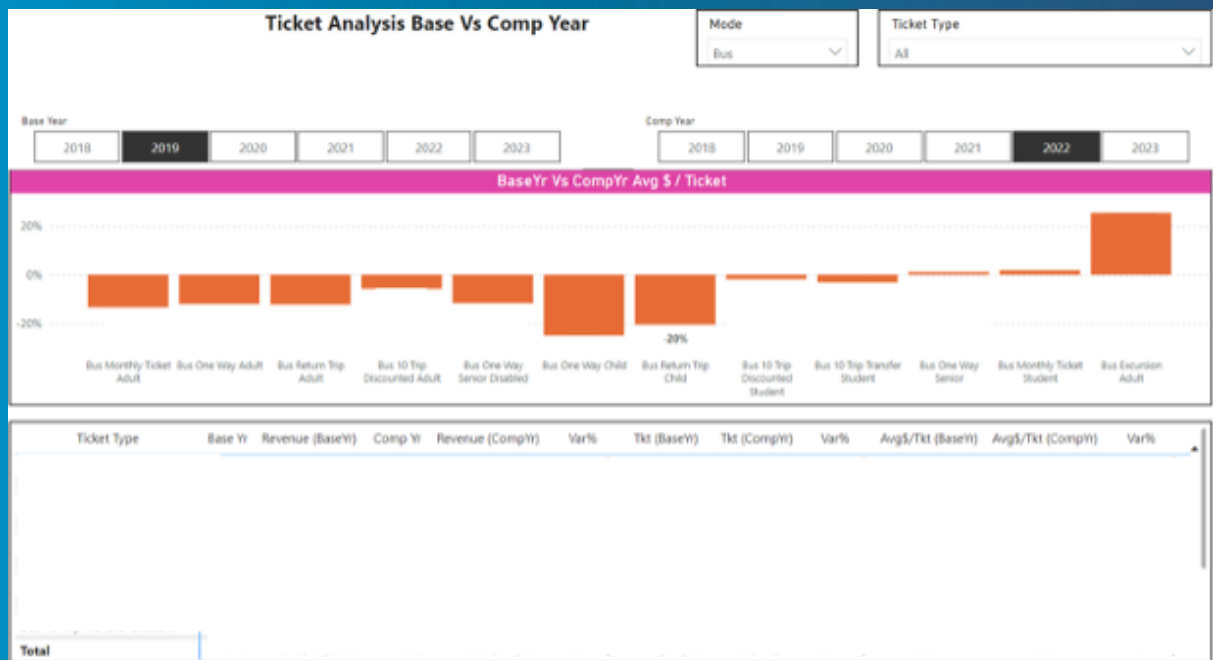 Ticket Analysis Base Vs Comp Year
Mode
Bus
Ticket Type
All
Base Year
2018 2019 2020 2021 2022 2023
Comp Year
2018 2019 2020 2021 2022 2023
BaseYr Vs CompYr Avg $ / Ticket
20%
0%
-20%
-20%
Bus Monthly Ticket Adult
Bus One Way Adult
Bus Return Trip Adult
Bus 10 Trip Discounted Adult
Bus One Way Senior Disabled
Bus One Way Child
Bus Return Trip Child
Bus 10 Trip Discounted Student
Bus 10 Trip Transfer Student
Bus One Way Senior
Bus Monthly Ticket Student
Bus Excursion Adult
Ticket Type Base Yr Revenue (BaseYr) Comp Yr Revenue (CompYr) Var% Tkt (BaseYr) Tkt (CompYr) Var% Avg$/Tkt (BaseYr) Avg$/Tkt (CompYr) Var%
Total